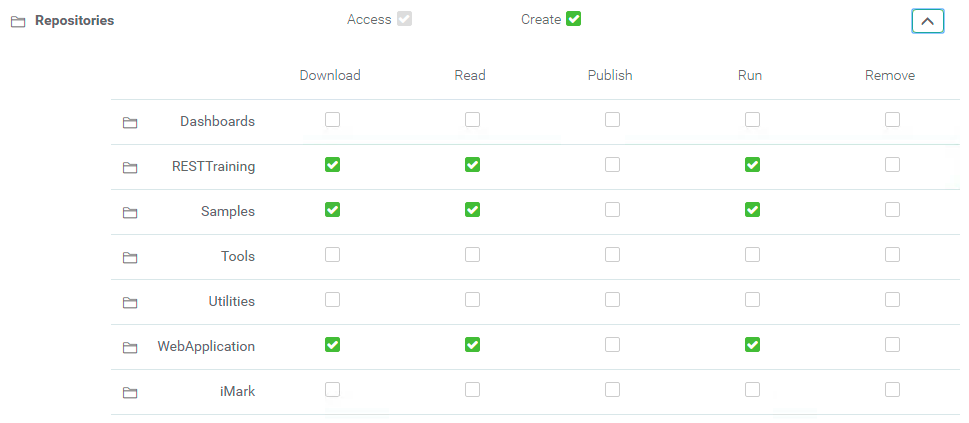 Repositories Access Create
Download Read Publish Run Remove
Dashboards
RESTTraining
Samples
Tools
Utilities
WebApplication
iMark